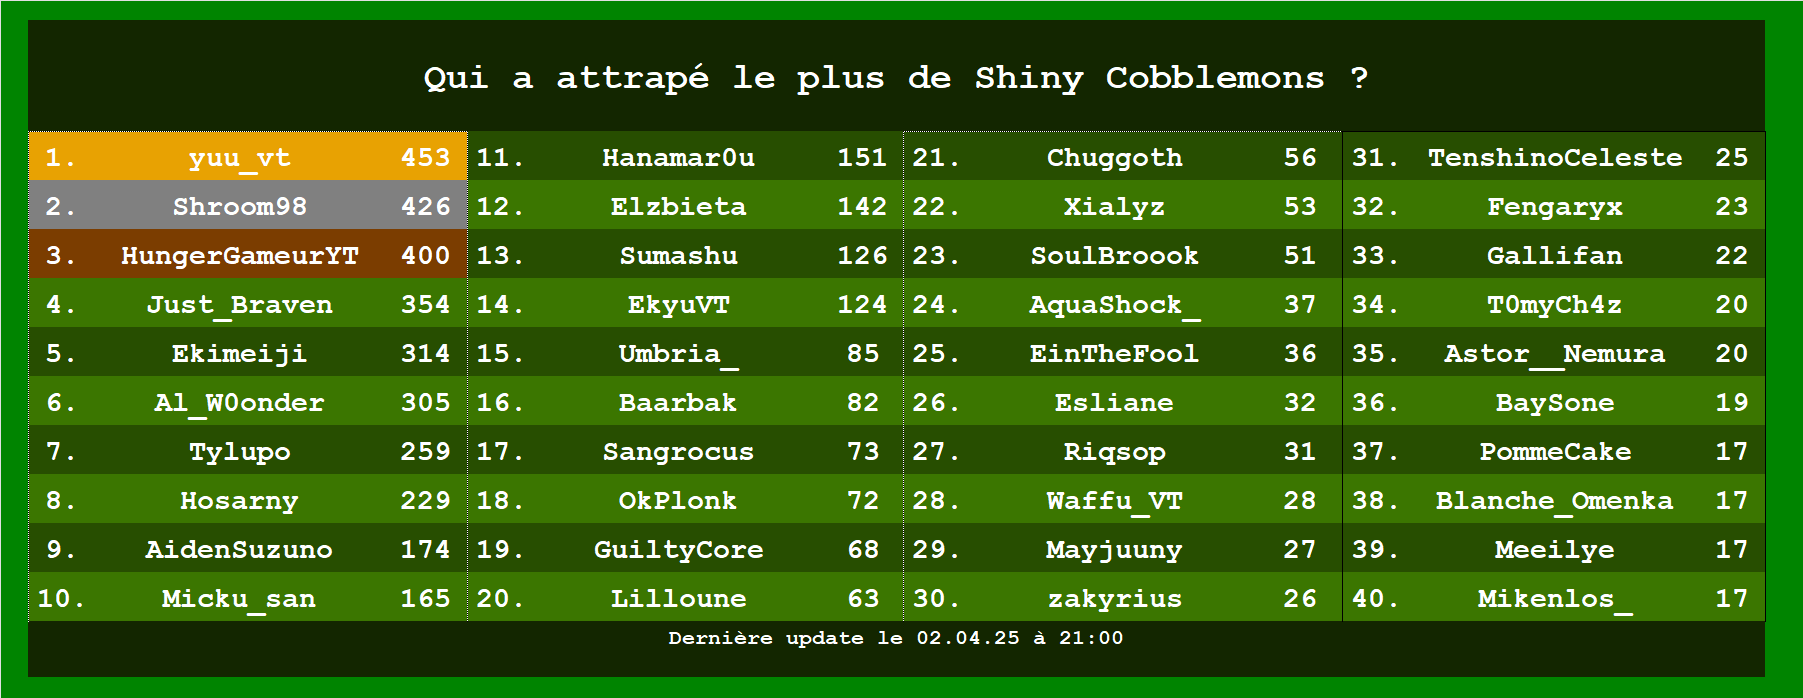 Qui a attrapé le plus de Shiny Cobblemons ?
1. yuu_vt 453 11. Hanamar0u 151 21. Chuggoth 56 31. TenshinoCeleste 25
2. Shroom98 426 12. Elzbieta 142 22. Xialyz 53 32. Fengaryx 23
3. HungerGameurYT 400 13. Sumashu 126 23. SoulBroook 51 33. Gallifan 22
4. Just_Braven 354 14. EkyuVT 124 24. AquaShock_ 37 34. T0myCh4z 20
5. Ekimeiji 314 15. Umbria_ 85 25. EinTheFool 36 35. Astor__Nemura 20
6. Al_W0onder 305 16. Baarbak 82 26. Esliane 32 36. BaySone 19
7. Tylupo 259 17. Sangrocus 73 27. Riqsop 31 37. PommeCake 17
8. Hosarny 229 18. OkPlonk 72 28. Waffu_VT 28 38. Blanche_Omenka 17
9. AidenSuzuno 174 19. GuiltyCore 68 29. Mayjuuny 27 39. Meeilye 17
10. Micku_san 165 20. Lilloune 63 30. zakyrius 26 40. Mikenlos_ 17
Dernière update le 02.04.25 à 21:00